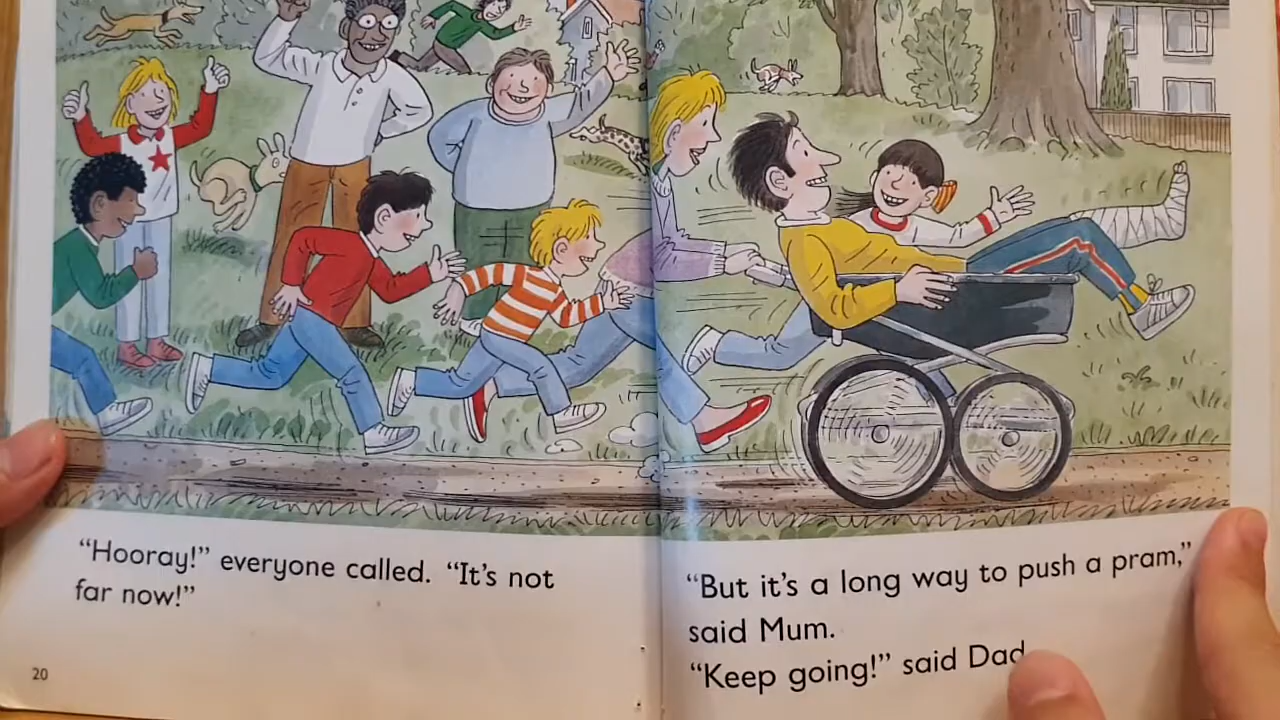 “Hooray!” everyone called. “It’s not
far now!”
20
“But it’s a long way to push a pram,”
said Mum.
“Keep going!” said Dad